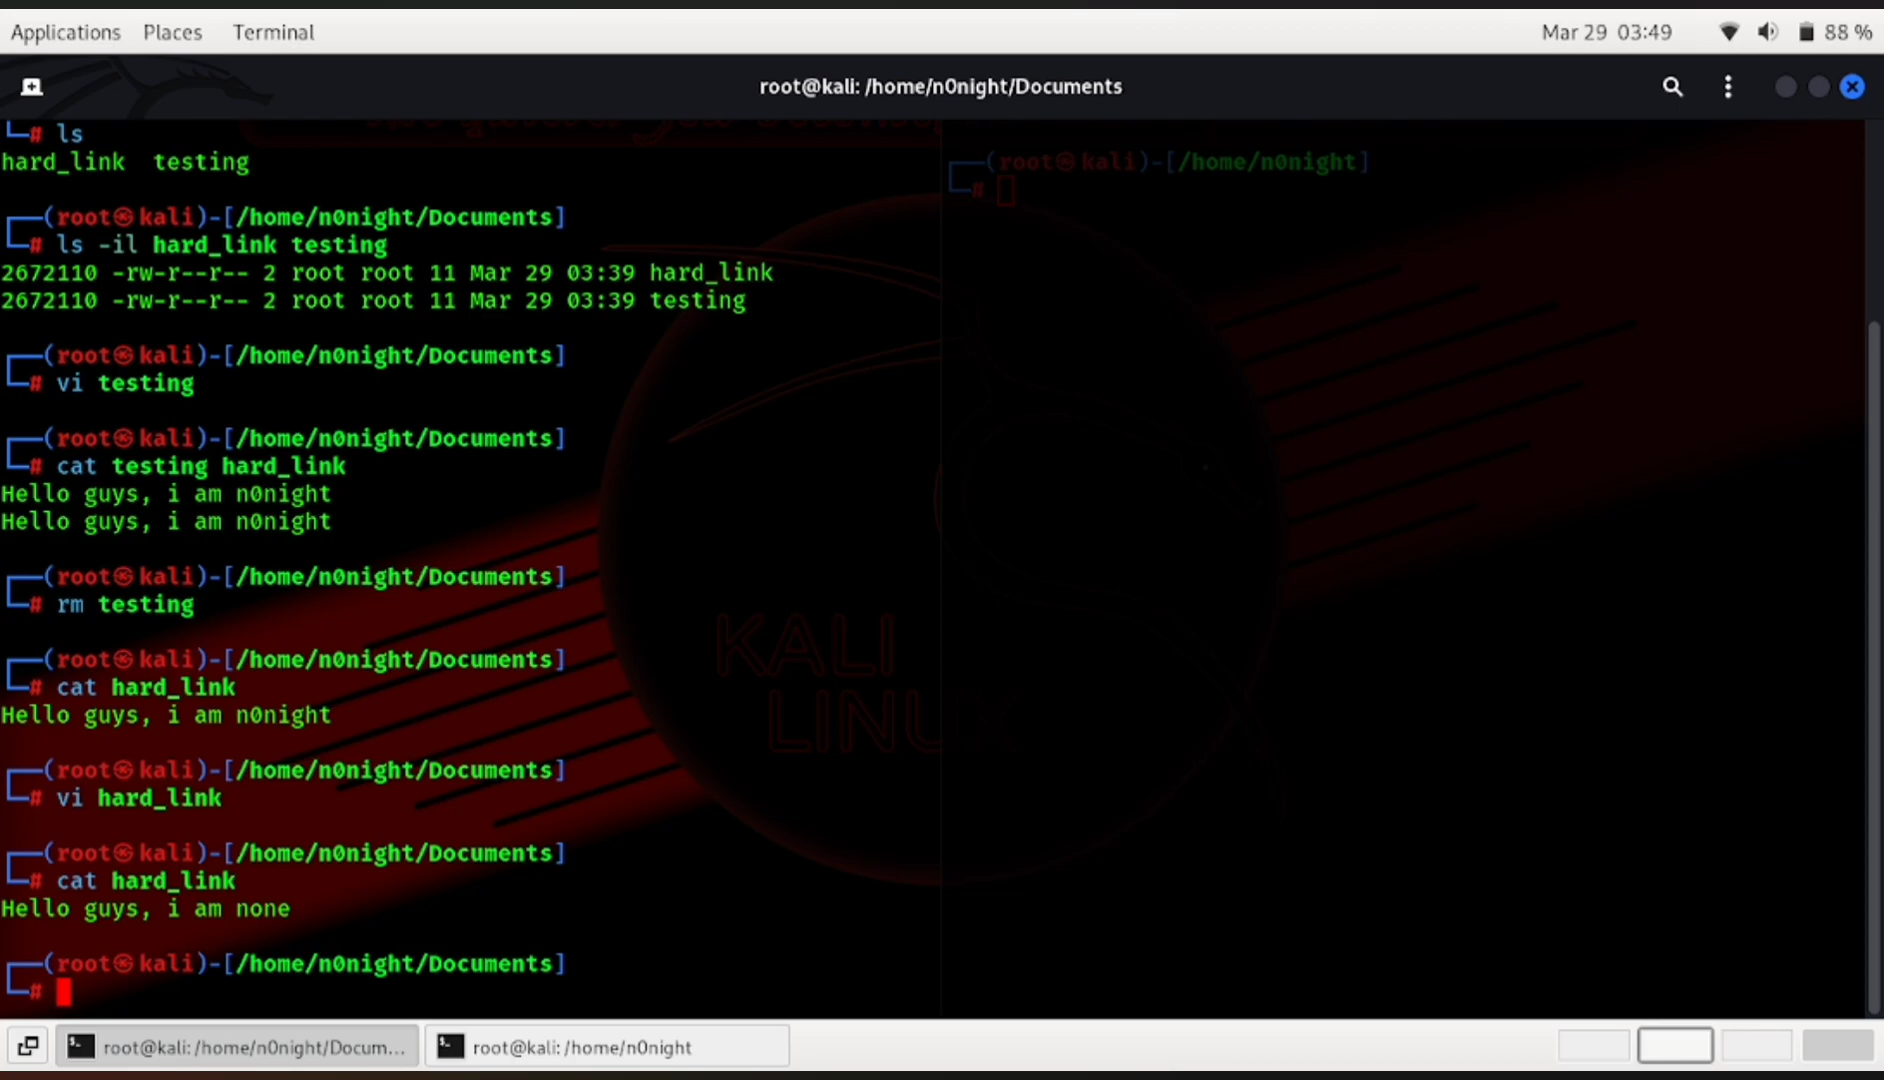 Applications Places Terminal Mar 29 03:49 88 %
root@kali: /home/n0night/Documents
└─# ls
hard_link testing
┌──(root㉿kali)-[/home/n0night/Documents]
└─# ls -il hard_link testing
2672110 -rw-r--r-- 2 root root 11 Mar 29 03:39 hard_link
2672110 -rw-r--r-- 2 root root 11 Mar 29 03:39 testing
┌──(root㉿kali)-[/home/n0night/Documents]
└─# vi testing
┌──(root㉿kali)-[/home/n0night/Documents]
└─# cat testing hard_link
Hello guys, i am n0night
Hello guys, i am n0night
┌──(root㉿kali)-[/home/n0night/Documents]
└─# rm testing
┌──(root㉿kali)-[/home/n0night/Documents]
└─# cat hard_link
Hello guys, i am n0night
┌──(root㉿kali)-[/home/n0night/Documents]
└─# vi hard_link
┌──(root㉿kali)-[/home/n0night/Documents]
└─# cat hard_link
Hello guys, i am none
┌──(root㉿kali)-[/home/n0night/Documents]
└─#
┌──(root㉿kali)-[/home/n0night]
└─#
KALI
LINUX
root@kali: /home/n0night/Docum...
root@kali: /home/n0night